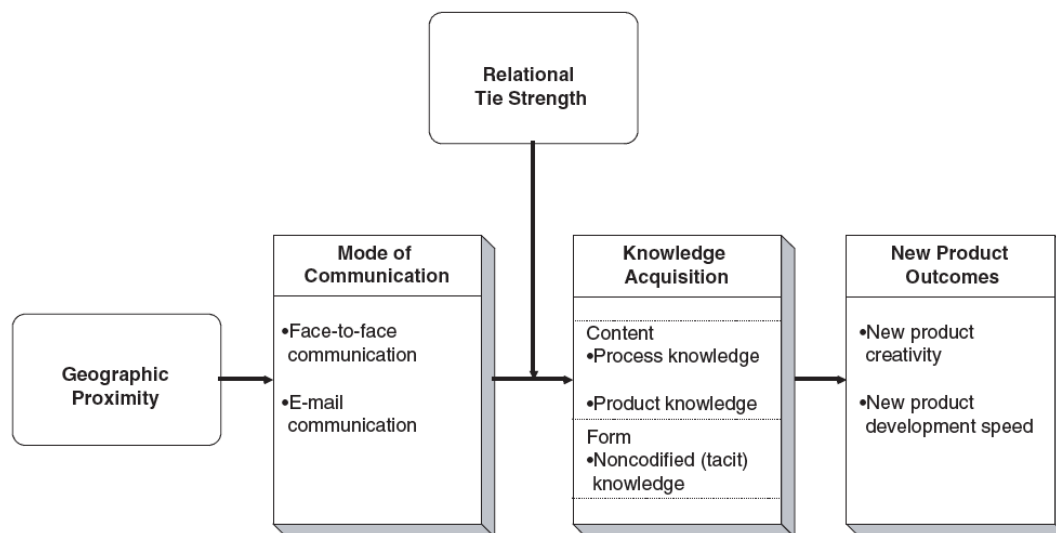 Relational
Tie Strength
Mode of
Communication
Knowledge
Acquisition
New Product
Outcomes
Geographic
Proximity
•Face-to-face
communication
•E-mail
communication
Content
•Process knowledge
•Product knowledge
Form
•Noncodified (tacit)
knowledge
•New product
creativity
•New product
development speed